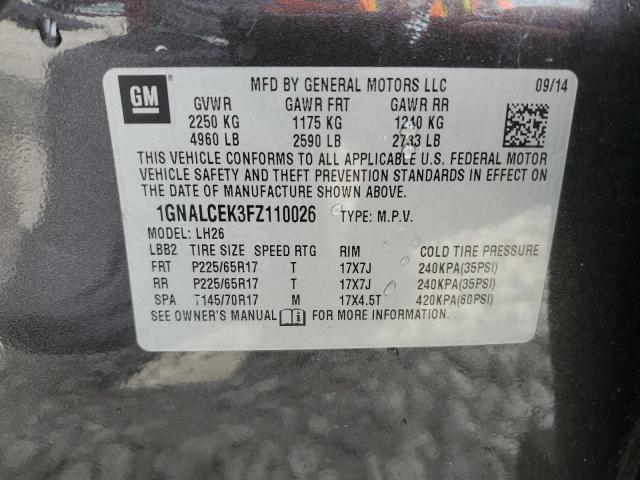 GM
MFD BY GENERAL MOTORS LLC 09/14
GVWR GAWR FRT GAWR RR
2250 KG 1175 KG 1240 KG
4960 LB 2590 LB 2733 LB
THIS VEHICLE CONFORMS TO ALL APPLICABLE U.S. FEDERAL MOTOR
VEHICLE SAFETY AND THEFT PREVENTION STANDARDS IN EFFECT ON
THE DATE OF MANUFACTURE SHOWN ABOVE.
1GNALCEK3FZ110026 TYPE: M.P.V.
MODEL: LH26
LBB2 TIRE SIZE SPEED RTG RIM COLD TIRE PRESSURE
FRT P225/65R17 T 17X7J 240KPA(35PSI)
RR P225/65R17 T 17X7J 240KPA(35PSI)
SPA T145/70R17 M 17X4.5T 420KPA(60PSI)
SEE OWNER'S MANUAL FOR MORE INFORMATION.